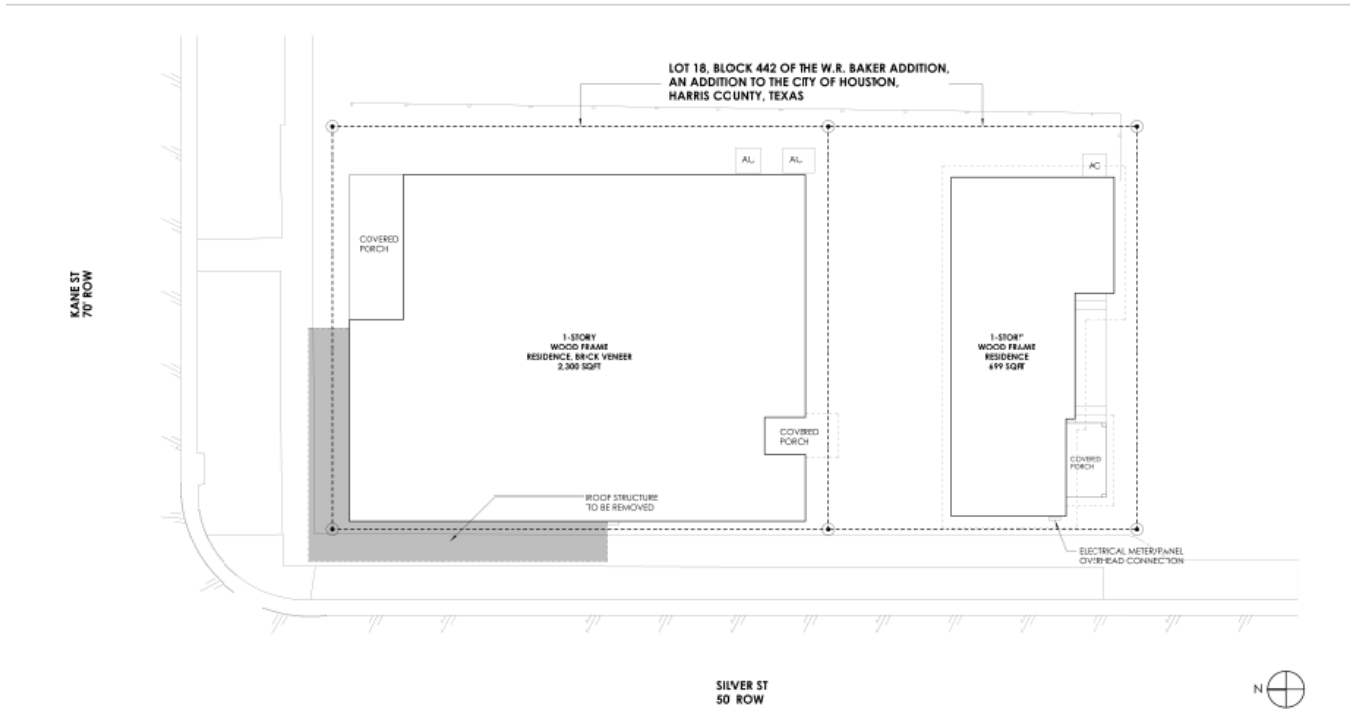 LOT 18, BLOCK 442 OF THE W.R. BAKER ADDITION,
AN ADDITION TO THE CITY OF HOUSTON,
HARRIS COUNTY, TEXAS
AC
AC
AC
COVERED
PORCH
KANE ST
70' ROW
1-STORY
WOOD FRAME
RESIDENCE, BRICK VENEER
2,300 SQFT
1-STORY
WOOD FRAME
RESIDENCE
699 SQFT
COVERED
PORCH
COVERED
PORCH
ROOF STRUCTURE
TO BE REMOVED
ELECTRICAL METER/PANEL
OVERHEAD CONNECTION
SILVER ST
50' ROW
N